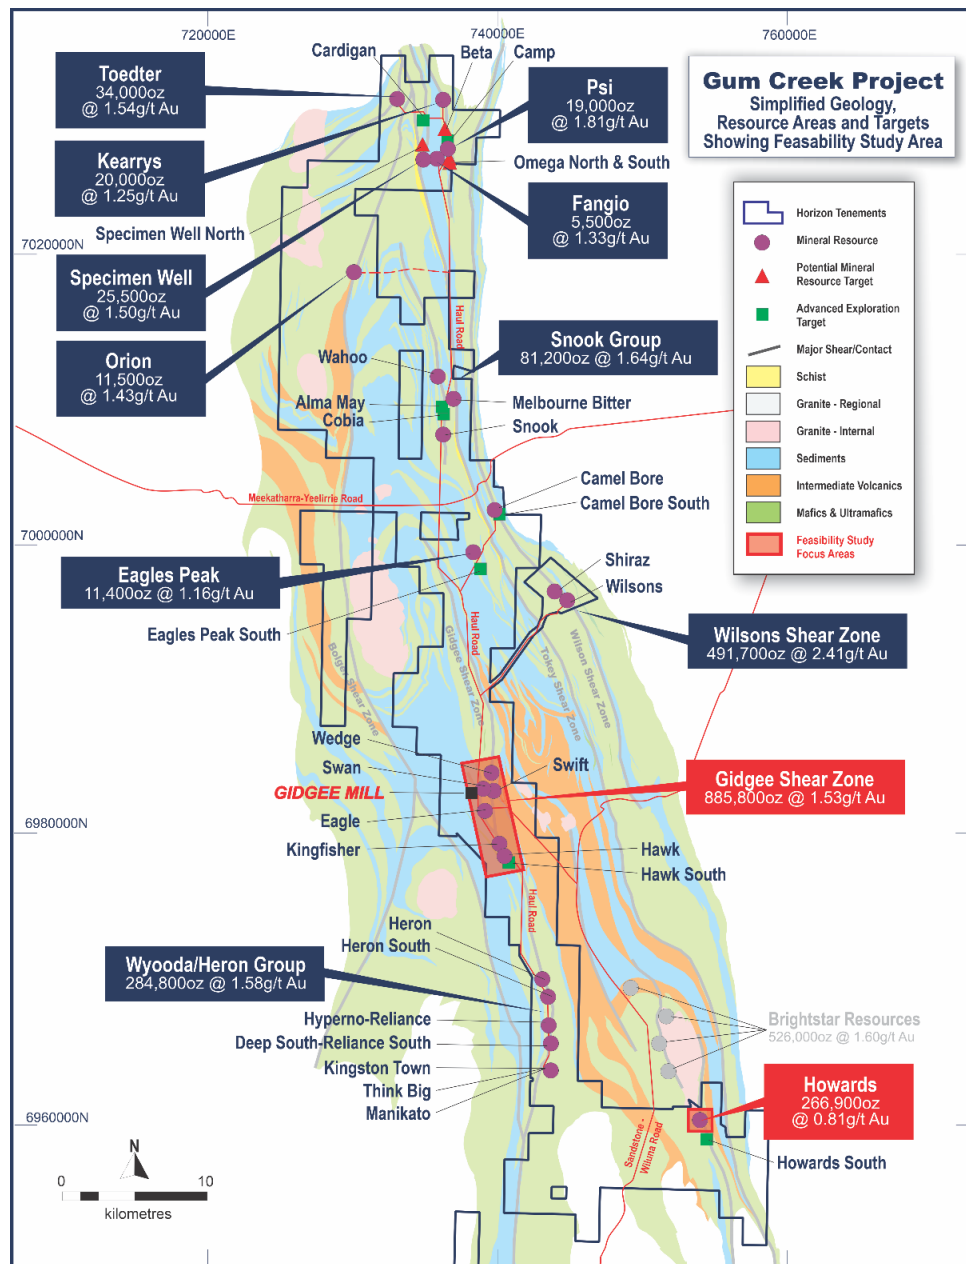 720000E
740000E
760000E
Cardigan
Beta
Camp
Toedter
34,000oz
@ 1.54g/t Au
Psi
19,000oz
@ 1.81g/t Au
Gum Creek Project
Simplified Geology,
Resource Areas and Targets
Showing Feasability Study Area
Kearrys
20,000oz
@ 1.25g/t Au
Omega North & South
Fangio
5,500oz
@ 1.33g/t Au
Specimen Well North
7020000N
Specimen Well
25,500oz
@ 1.50g/t Au
Orion
11,500oz
@ 1.43g/t Au
Haul Road
Snook Group
81,200oz @ 1.64g/t Au
Wahoo
Alma May
Cobia
Melbourne Bitter
Snook
Horizon Tenements
Mineral Resource
Potential Mineral
Resource Target
Advanced Exploration
Target
Major Shear/Contact
Schist
Granite - Regional
Granite - Internal
Sediments
Intermediate Volcanics
Mafics & Ultramafics
Feasibility Study
Focus Areas
Meekatharra-Yeelirrie Road
Camel Bore
Camel Bore South
7000000N
Eagles Peak
11,400oz @ 1.16g/t Au
Shiraz
Wilsons
Eagles Peak South
Haul Road
Wilsons Shear Zone
491,700oz @ 2.41g/t Au
Bolger Shear Zone
Gidgee Shear Zone
Tokey Shear Zone
Wilson Shear Zone
Wedge
Swan
GIDGEE MILL
Swift
Gidgee Shear Zone
885,800oz @ 1.53g/t Au
Eagle
6980000N
Kingfisher
Hawk
Hawk South
Haul Road
Heron
Heron South
Wyooda/Heron Group
284,800oz @ 1.58g/t Au
Hyperno-Reliance
Deep South-Reliance South
Kingston Town
Think Big
Manikato
Brightstar Resources
526,000oz @ 1.60g/t Au
Howards
266,900oz
@ 0.81g/t Au
6960000N
Sandstone -
Wiluna Road
Howards South
N
0
10
kilometres